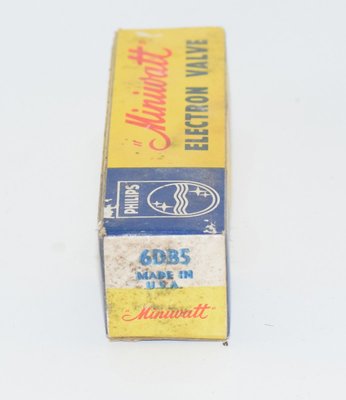 "Miniwatt"
ELECTRON VALVE
PHILIPS
6DB5
MADE IN
U.S.A.
"Miniwatt"